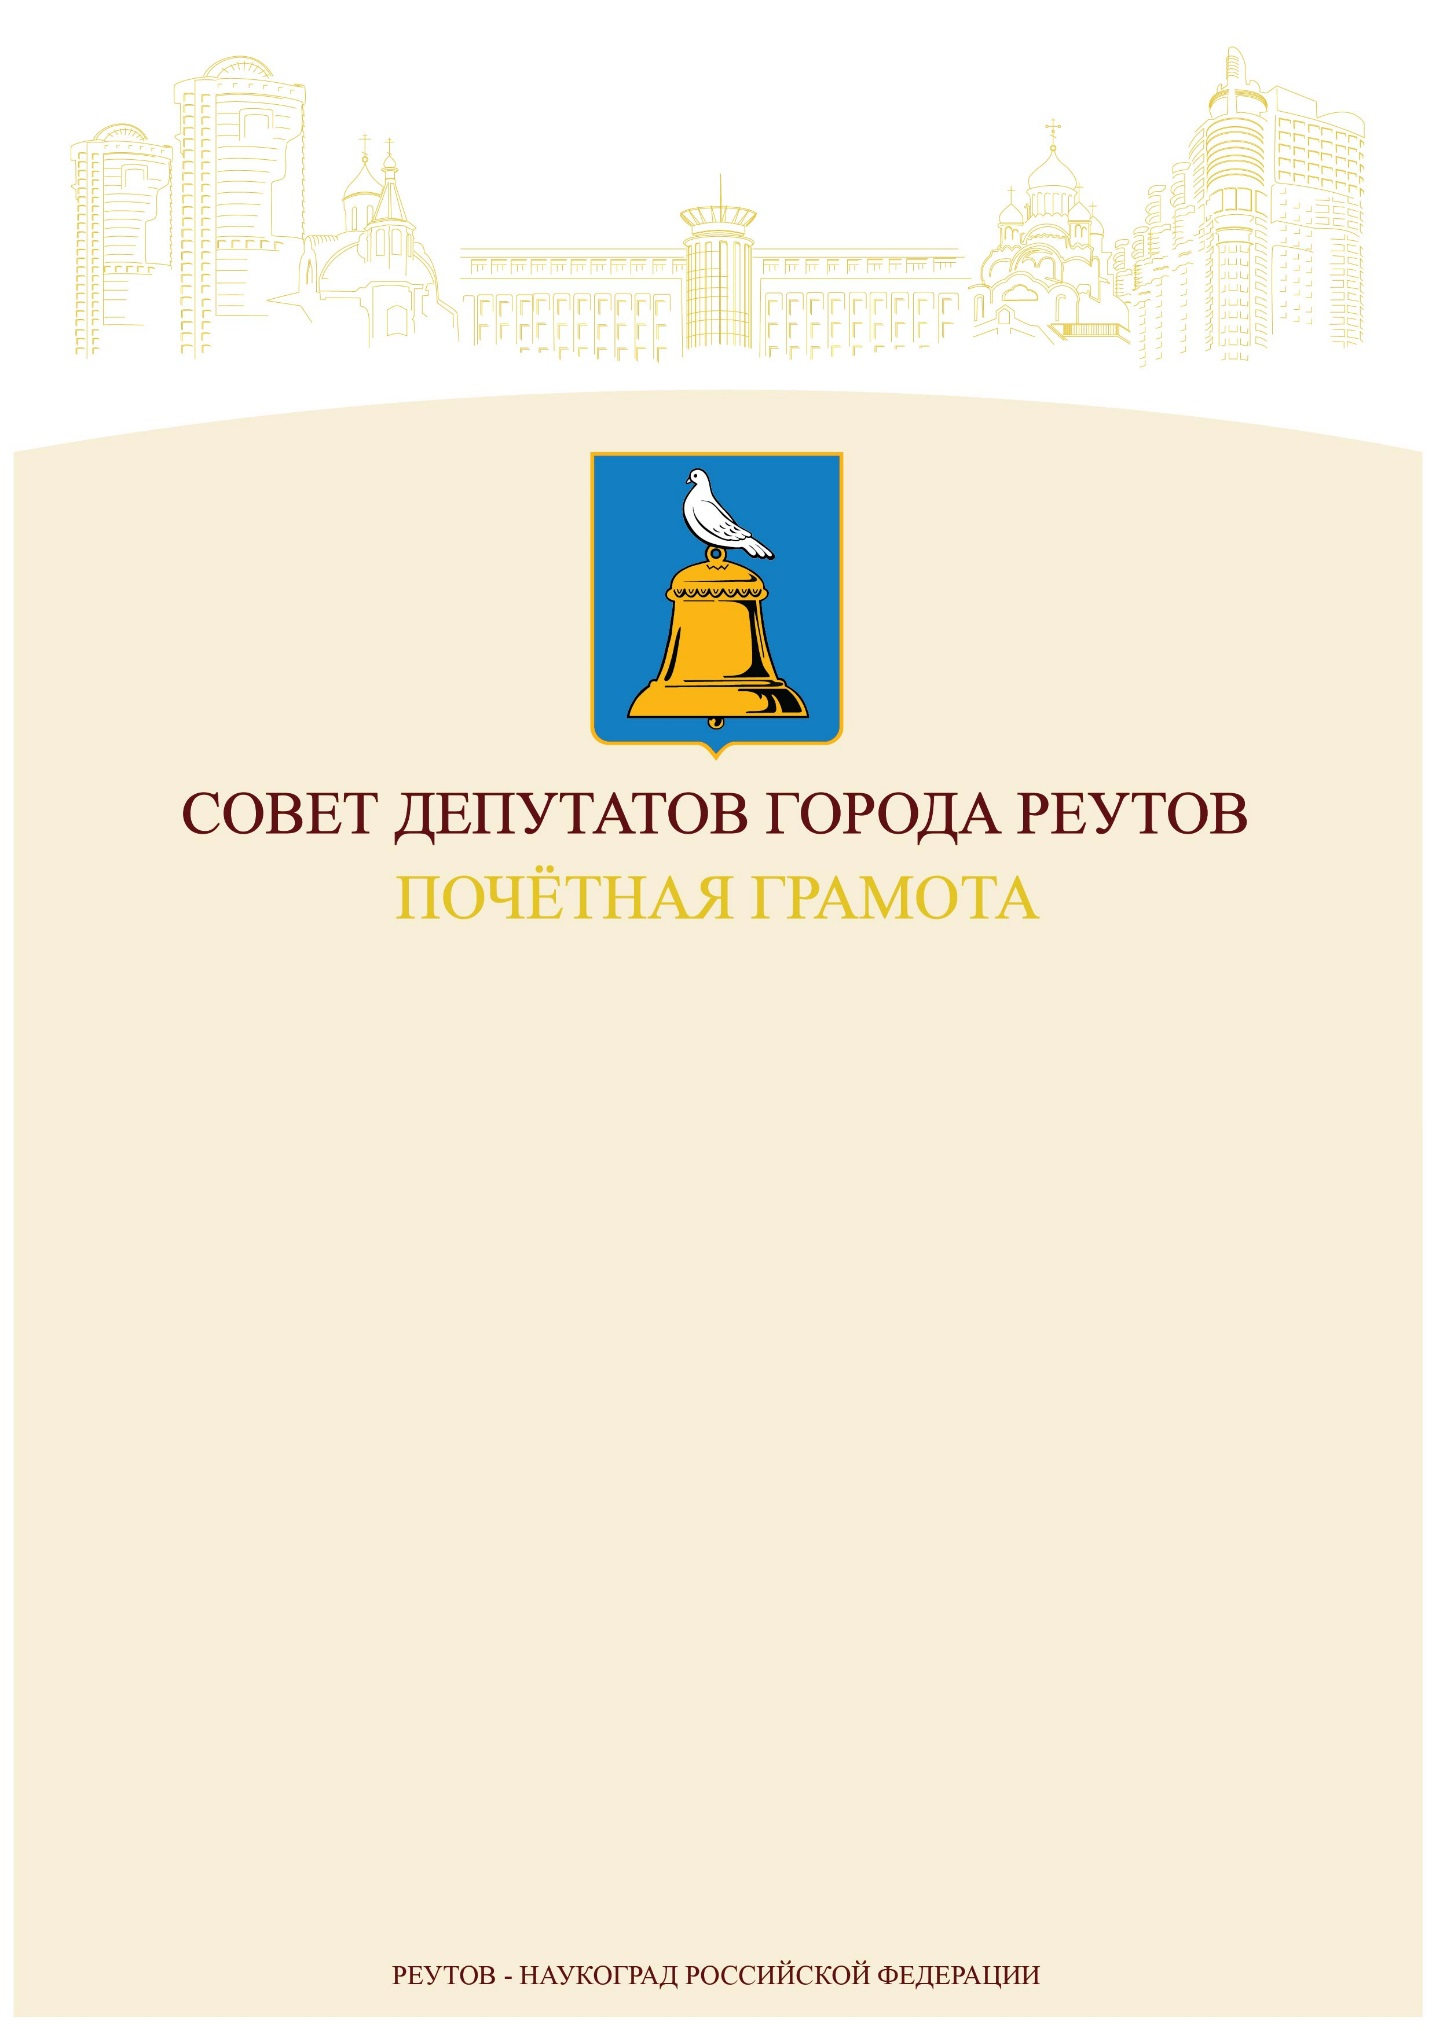 СОВЕТ ДЕПУТАТОВ ГОРОДА РЕУТОВ
ПОЧЁТНАЯ ГРАМОТА
РЕУТОВ - НАУКОГРАД РОССИЙСКОЙ ФЕДЕРАЦИИ